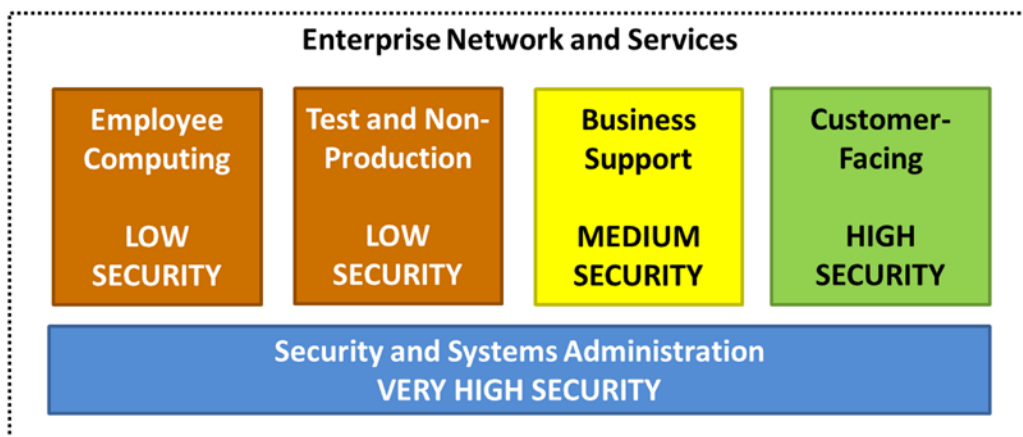 Enterprise Network and Services
Employee
Computing
LOW
SECURITY
Test and Non-
Production
LOW
SECURITY
Business
Support
MEDIUM
SECURITY
Customer-
Facing
HIGH
SECURITY
Security and Systems Administration
VERY HIGH SECURITY